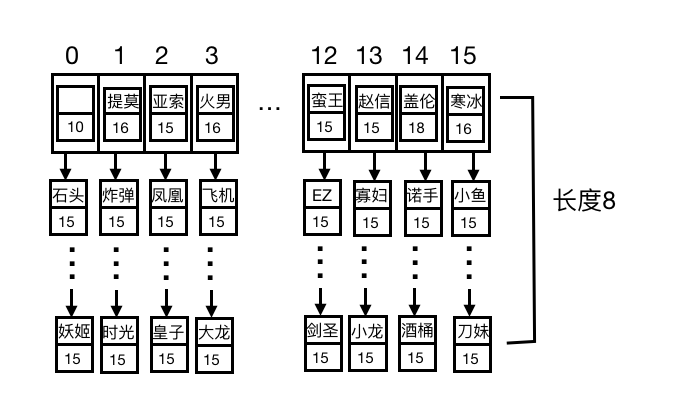 0 1 2 3 12 13 14 15
提莫 亚索 火男 ... 蛮王 赵信 盖伦 寒冰
10 16 15 16 15 15 18 16
石头 炸弹 凤凰 飞机 EZ 寡妇 诺手 小鱼
长度8
15 15 15 15 15 15 15 15
妖姬 时光 皇子 大龙 剑圣 小龙 酒桶 刀妹
15 15 15 15 15 15 15 15